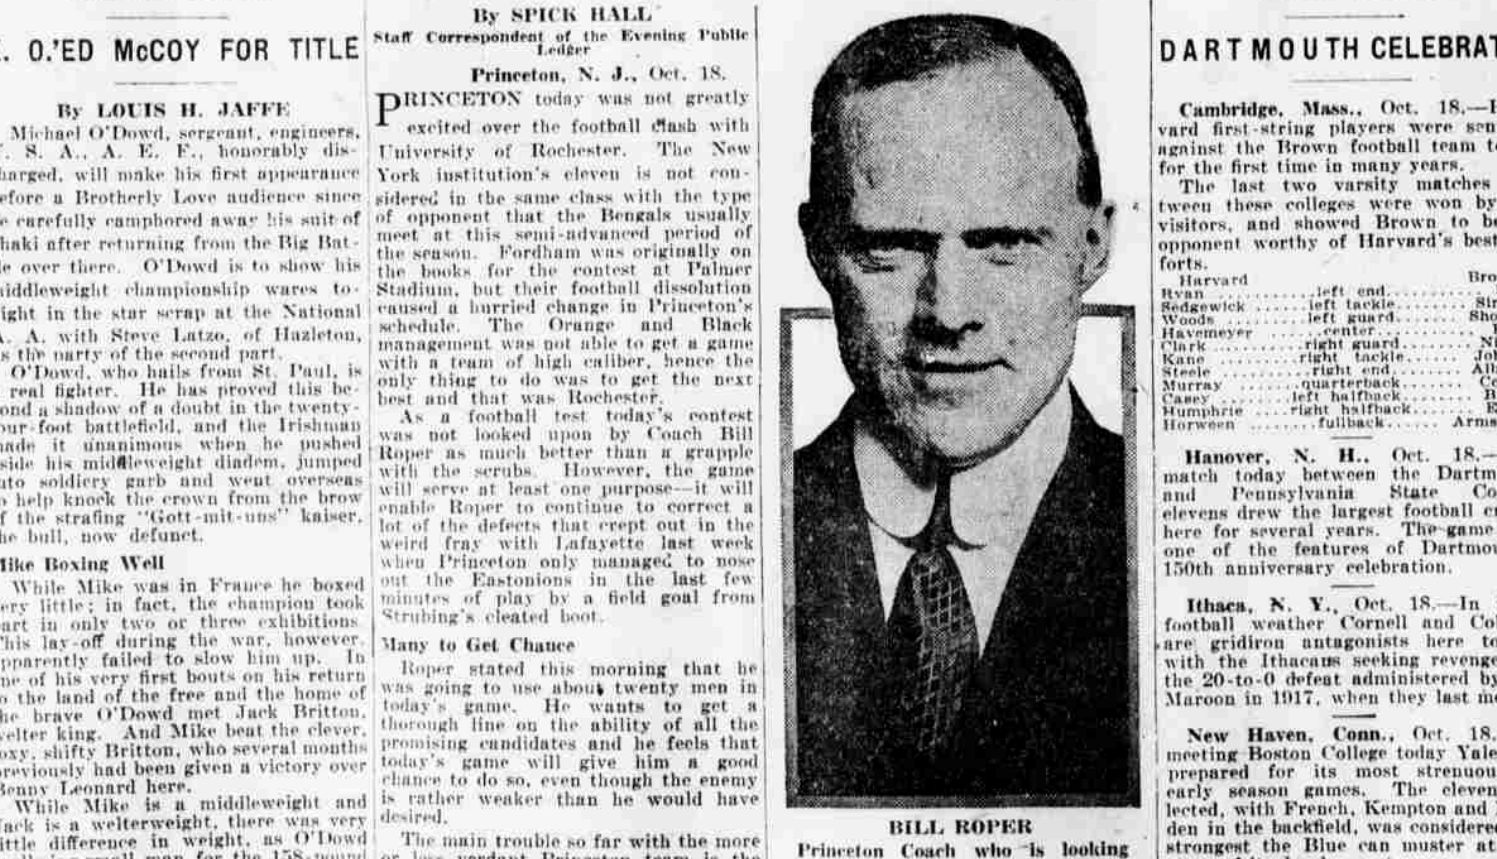 . O.'ED McCOY FOR TITLE
By LOUIS H. JAFFE
Michael O'Dowd, sergeant, engineers,
. S. A., A. E. F., honorably dis-
harged, will make his first appearance
efore a Brotherly Love audience since
e carefully camphored away his suit of
haki after returning from the Big Bat-
le over there. O'Dowd is to show his
iddleweight championship wares to-
ight in the star scrap at the National
. A. with Steve Latzo, of Hazleton,
s the party of the second part.
O'Dowd, who hails from St. Paul, is
real fighter. He has proved this be-
ond a shadow of a doubt in the twenty-
our-foot battlefield, and the Irishman
ade it unanimous when he pushed
side his middleweight diadem, jumped
nto soldiery garb and went overseas
o help knock the crown from the brow
f the strafing "Gott-mit-uns" kaiser,
he bull, now defunct.
Mike Boxing Well
While Mike was in France he boxed
ery little; in fact, the champion took
art in only two or three exhibitions.
This lay-off during the war, however,
pparently failed to slow him up. In
ne of his very first bouts on his return
o the land of the free and the home of
he brave O'Dowd met Jack Britton,
elter king. And Mike beat the clever,
oxy, shifty Britton, who several months
previously had been given a victory over
Benny Leonard here.
While Mike is a middleweight and
Jack is a welterweight, there was very
ittle difference in weight, as O'Dowd
small man for the 158-pound
By SPICK HALL
Staff Correspondent of the Evening Public
Ledger
Princeton, N. J., Oct. 18.
PRINCETON today was not greatly
excited over the football clash with
University of Rochester. The New
York institution's eleven is not con-
sidered in the same class with the type
of opponent that the Bengals usually
meet at this semi-advanced period of
the season. Fordham was originally on
the books for the contest at Palmer
Stadium, but their football dissolution
caused a hurried change in Princeton's
schedule. The Orange and Black
management was not able to get a game
with a team of high caliber, hence the
only thing to do was to get the next
best and that was Rochester.
As a football test today's contest
was not looked upon by Coach Bill
Roper as much better than a grapple
with the scrubs. However, the game
will serve at least one purpose—it will
enable Roper to continue to correct a
lot of the defects that crept out in the
weird fray with Lafayette last week
when Princeton only managed to nose
out the Eastonions in the last few
minutes of play by a field goal from
Strubing's cleated boot.
Many to Get Chance
Roper stated this morning that he
was going to use about twenty men in
today's game. He wants to get a
thorough line on the ability of all the
promising candidates and he feels that
today's game will give him a good
chance to do so, even though the enemy
is rather weaker than he would have
desired.
The main trouble so far with the more
or less verdant Princeton team is the
BILL ROPER
Princeton Coach who is looking
DARTMOUTH CELEBRAT
Cambridge, Mass., Oct. 18.—H
vard first-string players were sen
against the Brown football team t
for the first time in many years.
The last two varsity matches
tween these colleges were won by
visitors, and showed Brown to b
opponent worthy of Harvard's best
forts.
Harvard Bro
Ryan ........ left end........
Sedgewick ........ left tackle........ Sin
Woods ........ left guard........ Sho
Havemeyer ........ center ........
Clark ........ right guard........ Ni
Kane ........ right tackle........ Joh
Steele ........ right end........ Alb
Murray ........ quarterback........ Co
Casey ........ left halfback........ B
Humphrie .... right halfback........ E
Horween ........ fullback...... Arms
Hanover, N. H., Oct. 18.—
match today between the Dartm
and Pennsylvania State Co
elevens drew the largest football c
here for several years. The game
one of the features of Dartmou
150th anniversary celebration.
Ithaca, N. Y., Oct. 18.—In
football weather Cornell and Co
are gridiron antagonists here to
with the Ithacans seeking revenge
the 20-to-0 defeat administered by
Maroon in 1917, when they last m
New Haven, Conn., Oct. 18.
meeting Boston College today Yale
prepared for its most strenuou
early season games. The eleven
lected, with French, Kempton and
den in the backfield, was considere
strongest the Blue can muster at